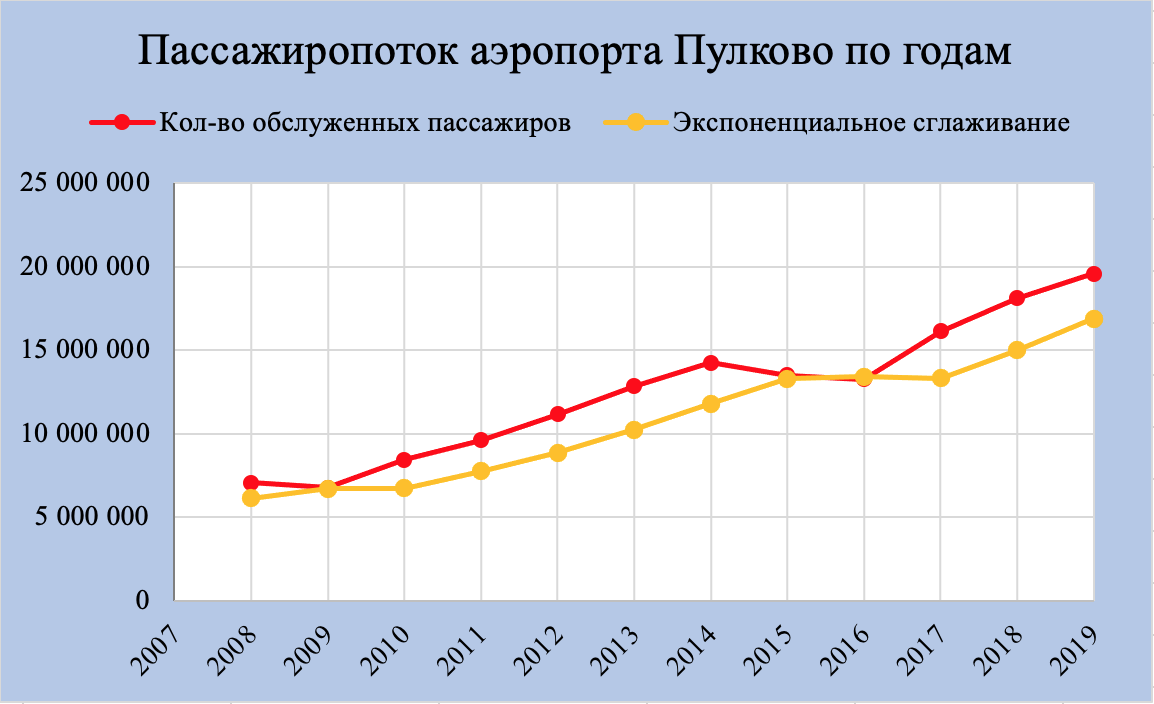 Пассажиропоток аэропорта Пулково по годам
Кол-во обслуженных пассажиров Экспоненциальное сглаживание
25 000 000
20 000 000
15 000 000
10 000 000
5 000 000
0
2007 2008 2009 2010 2011 2012 2013 2014 2015 2016 2017 2018 2019